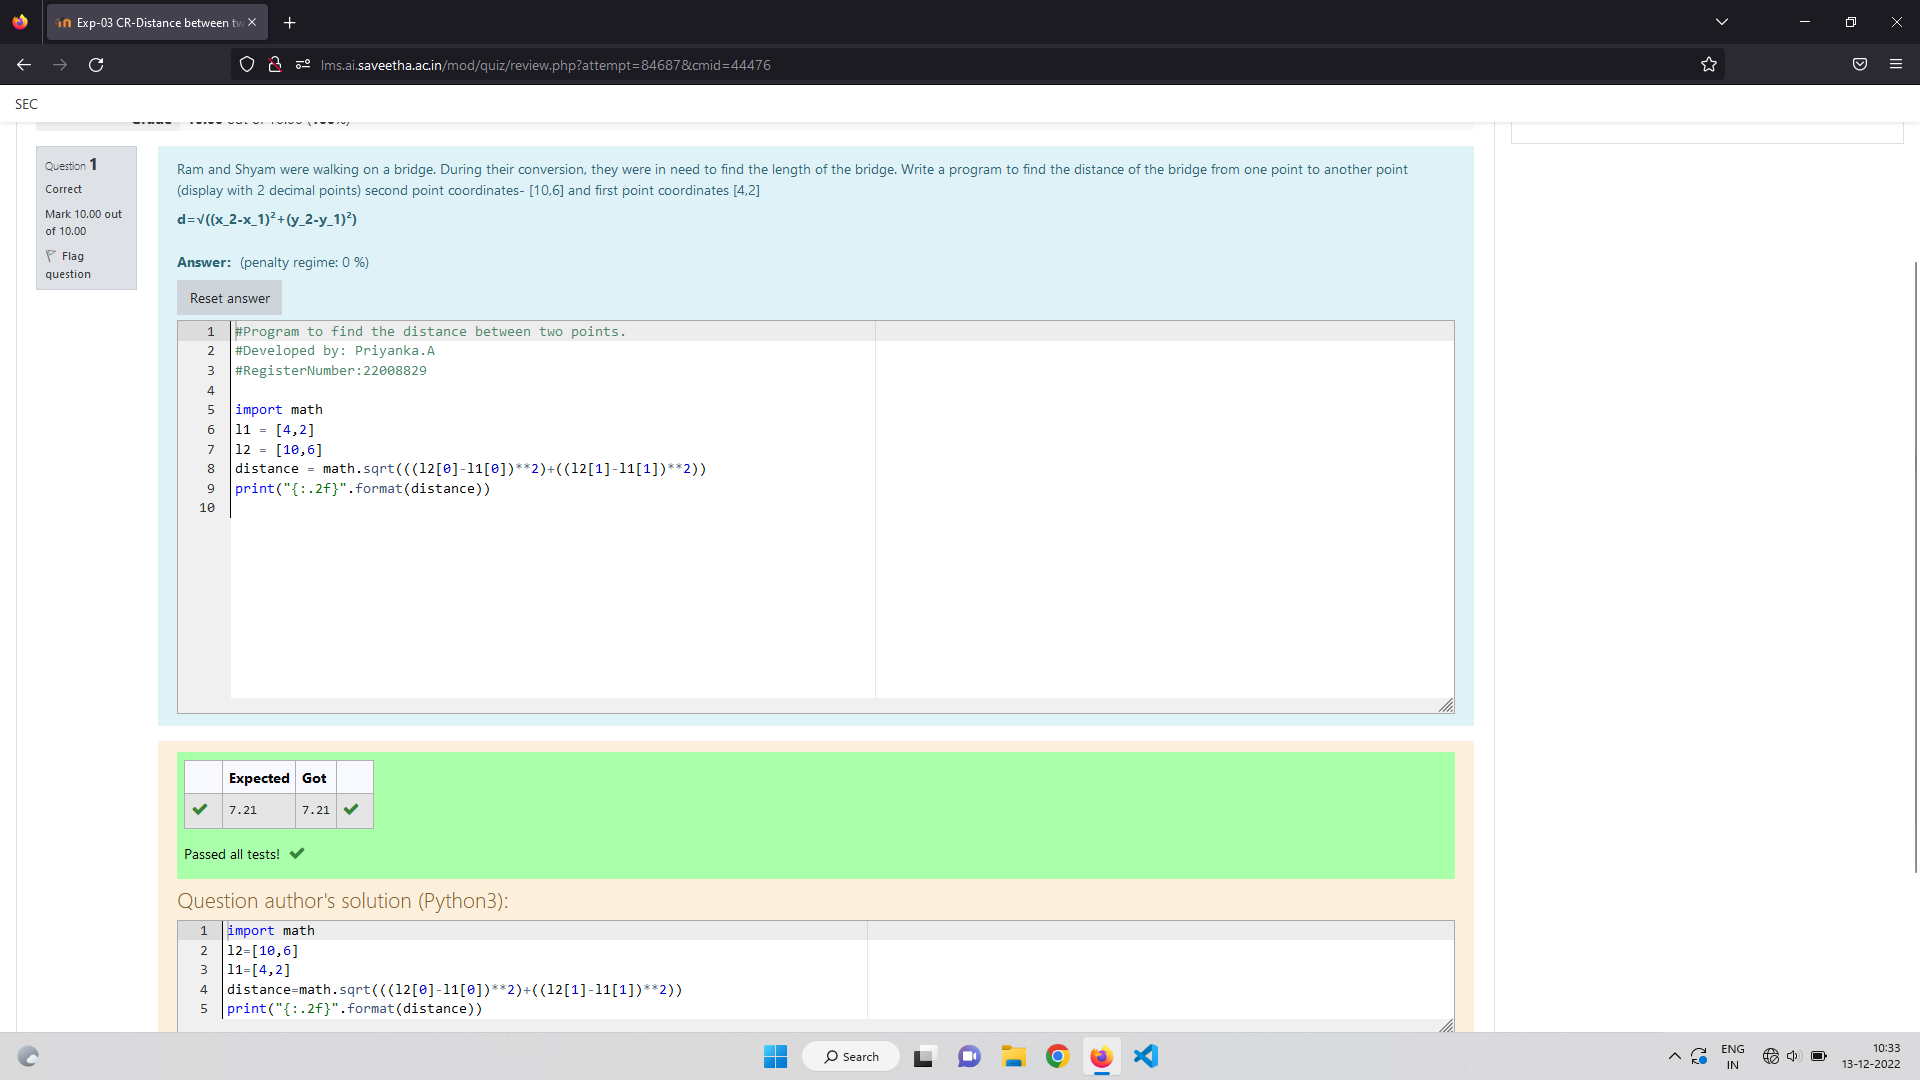 Exp-03 CR-Distance between tw
lms.ai.saveetha.ac.in/mod/quiz/review.php?attempt=84687&cmid=44476
SEC
Grade 10.00 out of 10.00 (100%)
Question 1
Correct
Mark 10.00 out
of 10.00
Flag
question
Ram and Shyam were walking on a bridge. During their conversion, they were in need to find the length of the bridge. Write a program to find the distance of the bridge from one point to another point
(display with 2 decimal points) second point coordinates- [10,6] and first point coordinates [4,2]
d=√((x_2-x_1)²+(y_2-y_1)²)
Answer: (penalty regime: 0 %)
Reset answer
1 #Program to find the distance between two points.
2 #Developed by: Priyanka.A
3 #RegisterNumber:22008829
4
5 import math
6 l1 = [4,2]
7 l2 = [10,6]
8 distance = math.sqrt(((l2[0]-l1[0])**2)+((l2[1]-l1[1])**2))
9 print("{:.2f}".format(distance))
10
Expected Got
7.21 7.21
Passed all tests!
Question author's solution (Python3):
1 import math
2 l2=[10,6]
3 l1=[4,2]
4 distance=math.sqrt(((l2[0]-l1[0])**2)+((l2[1]-l1[1])**2))
5 print("{:.2f}".format(distance))
Search
ENG
IN
10:33
13-12-2022